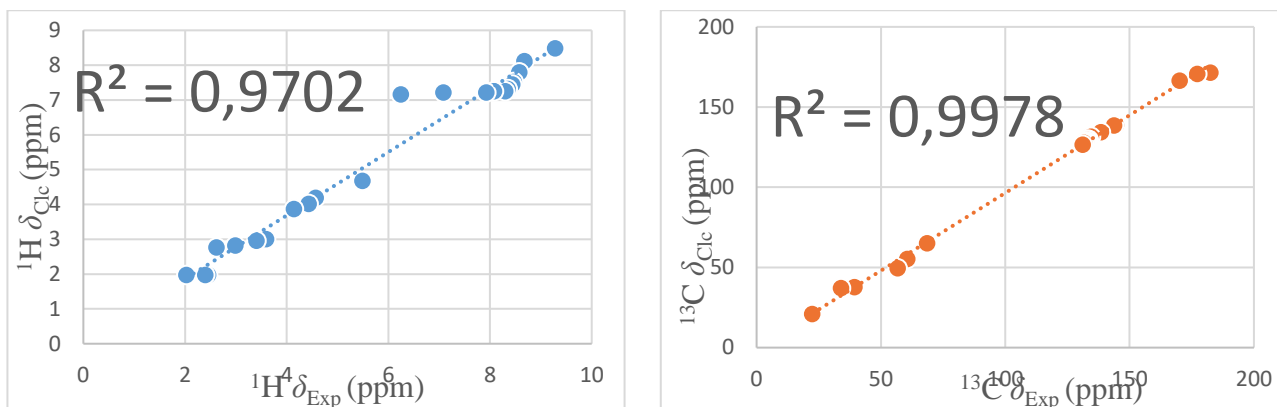 9
8
7
6
5
4
3
2
1
0
R² = 0,9702
¹H δClc (ppm)
0 2 4 6 8 10
¹H δExp (ppm)
200
150
100
50
0
R² = 0,9978
¹³C δClc (ppm)
0 50 100 150 200
¹³C δExp (ppm)